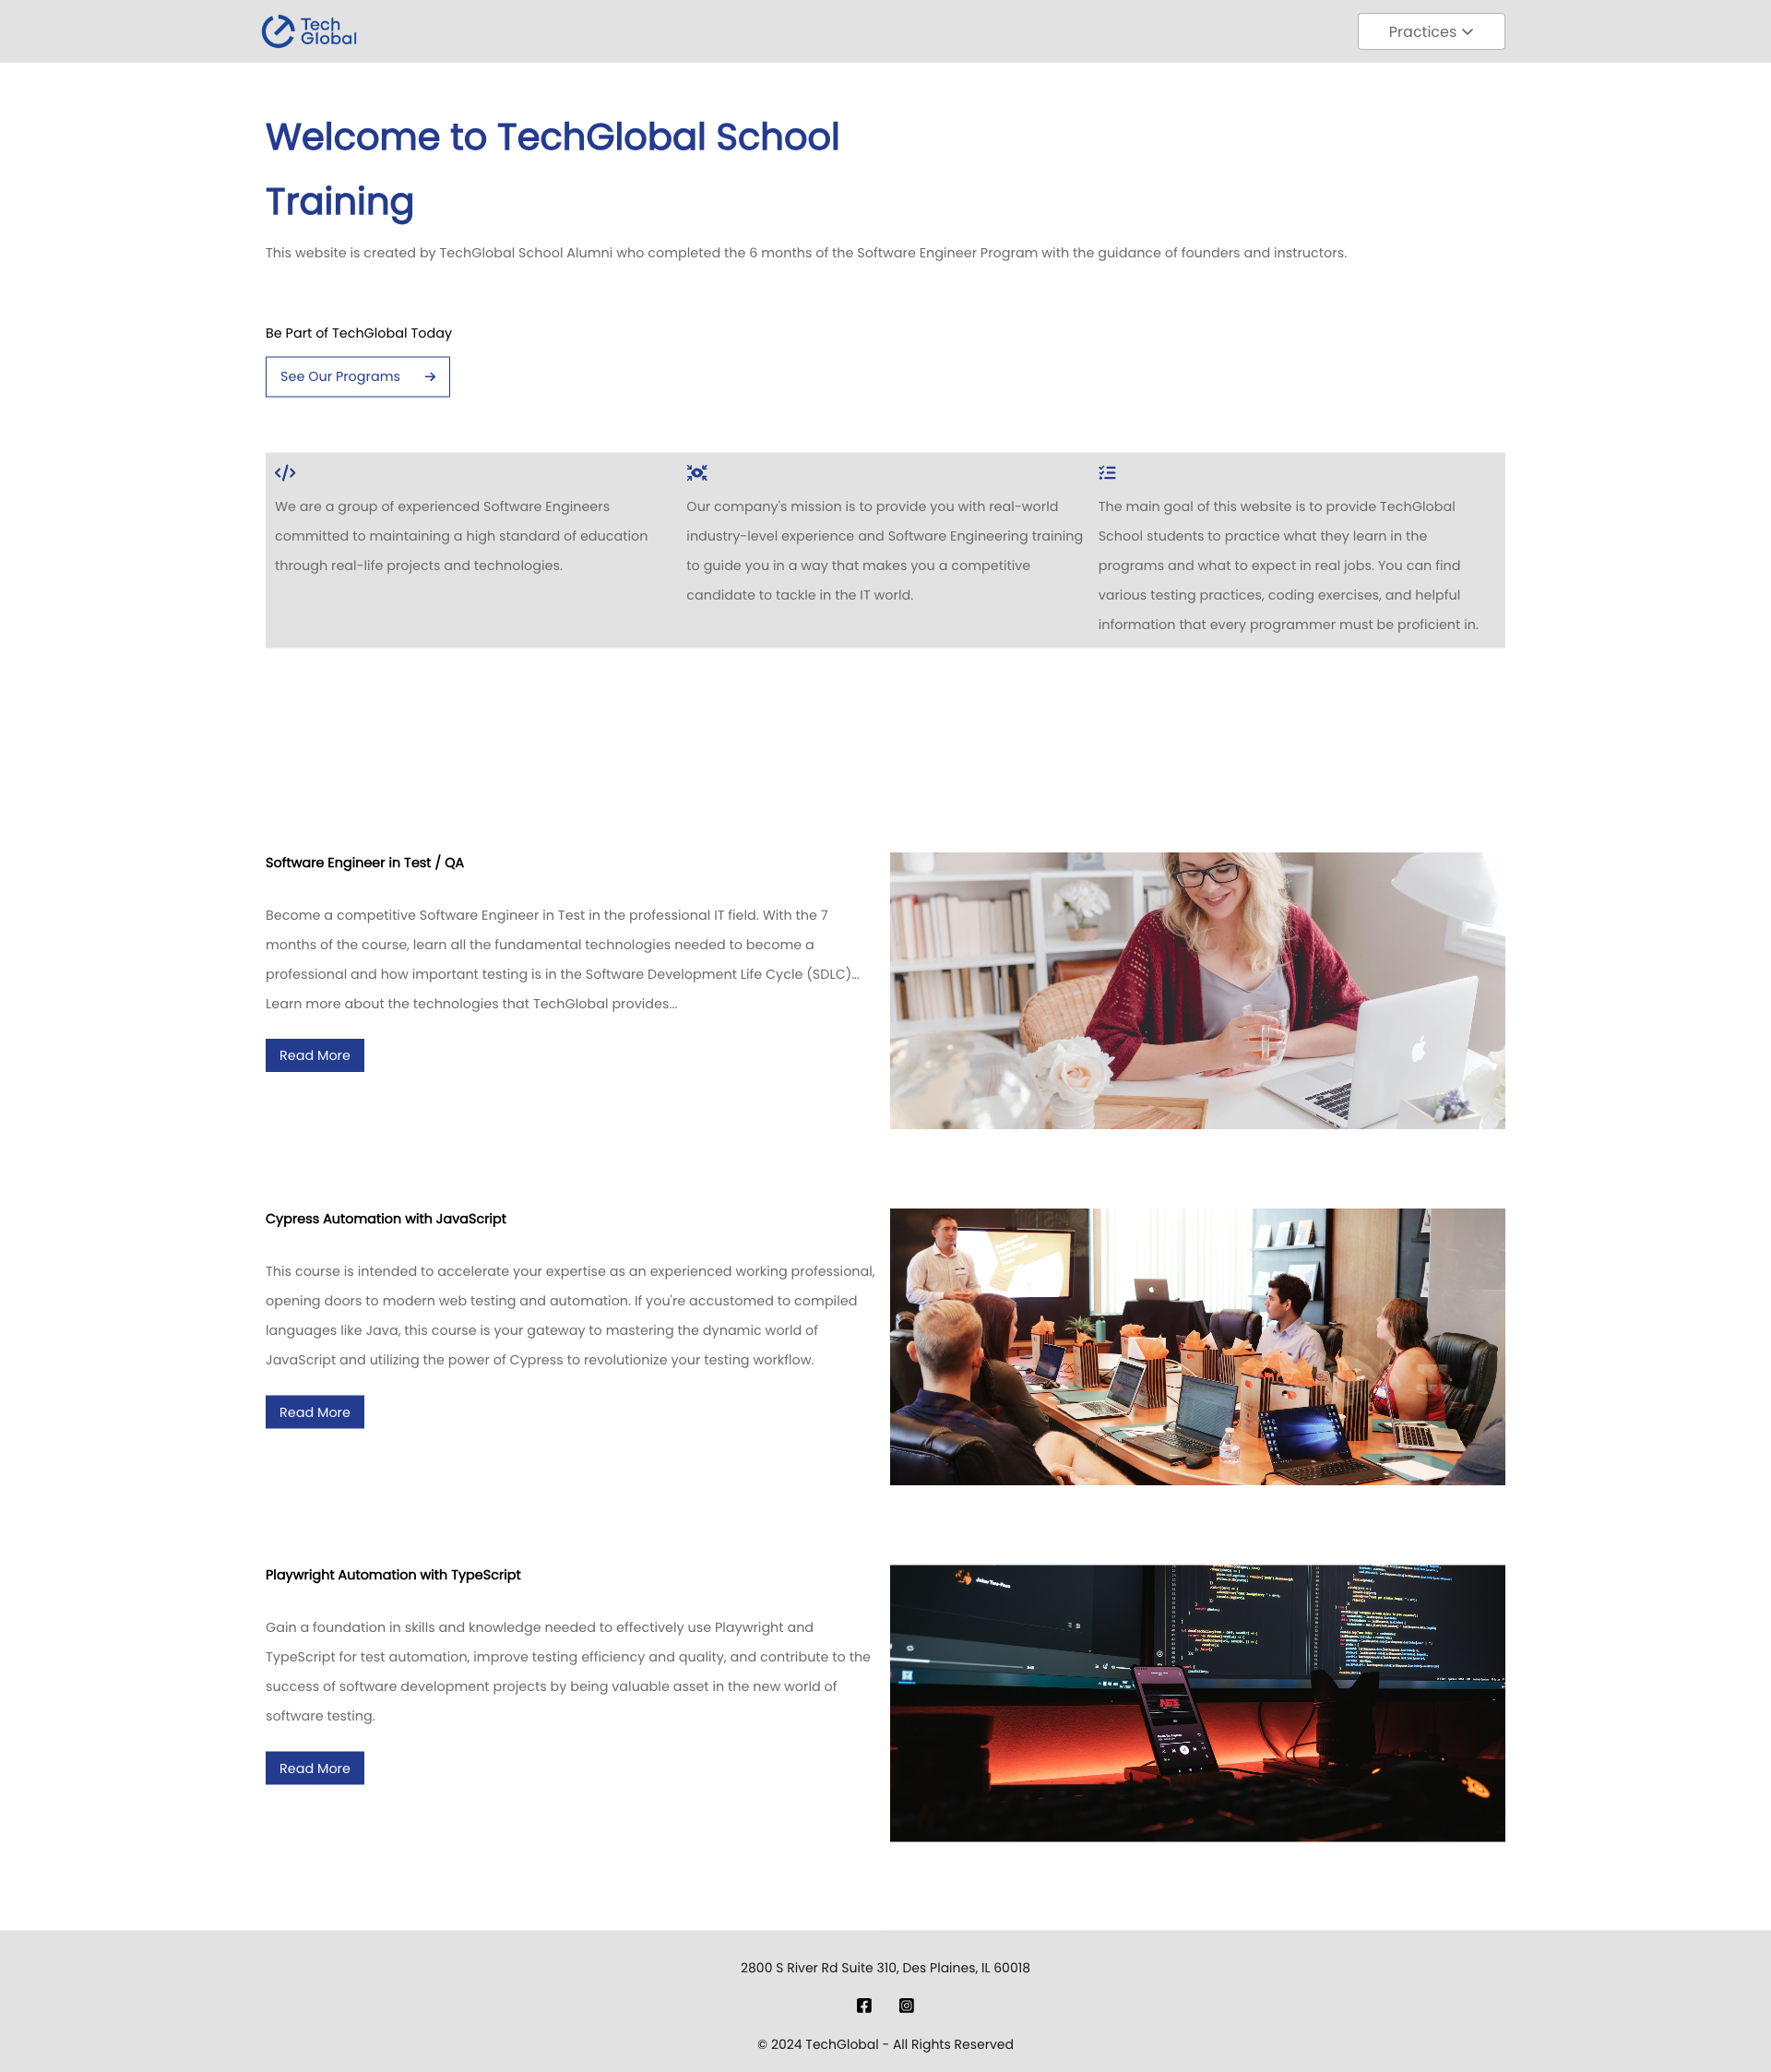 Tech
Global
Practices
Welcome to TechGlobal School
Training
This website is created by TechGlobal School Alumni who completed the 6 months of the Software Engineer Program with the guidance of founders and instructors.
Be Part of TechGlobal Today
See Our Programs
We are a group of experienced Software Engineers
committed to maintaining a high standard of education
through real-life projects and technologies.
Our company's mission is to provide you with real-world
industry-level experience and Software Engineering training
to guide you in a way that makes you a competitive
candidate to tackle in the IT world.
The main goal of this website is to provide TechGlobal
School students to practice what they learn in the
programs and what to expect in real jobs. You can find
various testing practices, coding exercises, and helpful
information that every programmer must be proficient in.
Software Engineer in Test / QA
Become a competitive Software Engineer in Test in the professional IT field. With the 7
months of the course, learn all the fundamental technologies needed to become a
professional and how important testing is in the Software Development Life Cycle (SDLC)...
Learn more about the technologies that TechGlobal provides...
Read More
Cypress Automation with JavaScript
This course is intended to accelerate your expertise as an experienced working professional,
opening doors to modern web testing and automation. If you're accustomed to compiled
languages like Java, this course is your gateway to mastering the dynamic world of
JavaScript and utilizing the power of Cypress to revolutionize your testing workflow.
Read More
Playwright Automation with TypeScript
Gain a foundation in skills and knowledge needed to effectively use Playwright and
TypeScript for test automation, improve testing efficiency and quality, and contribute to the
success of software development projects by being valuable asset in the new world of
software testing.
Read More
2800 S River Rd Suite 310, Des Plaines, IL 60018
© 2024 TechGlobal - All Rights Reserved